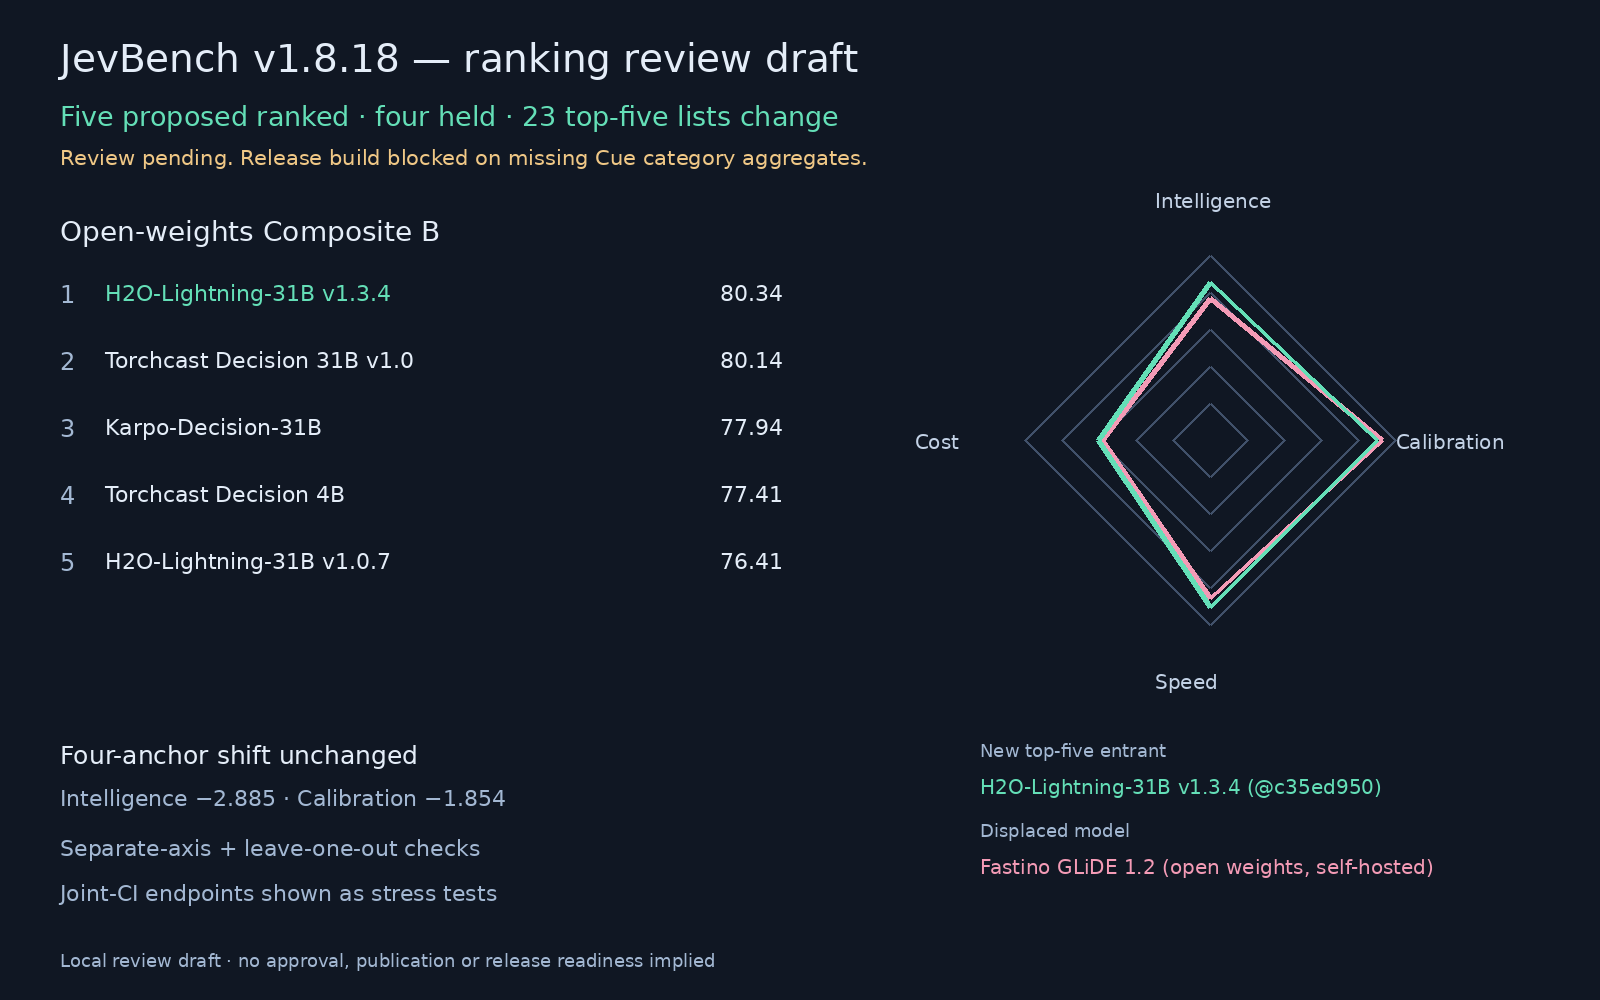 JevBench v1.8.18 — ranking review draft
Five proposed ranked · four held · 23 top-five lists change
Review pending. Release build blocked on missing Cue category aggregates.
Open-weights Composite B
1 H2O-Lightning-31B v1.3.4 80.34
2 Torchcast Decision 31B v1.0 80.14
3 Karpo-Decision-31B 77.94
4 Torchcast Decision 4B 77.41
5 H2O-Lightning-31B v1.0.7 76.41
Intelligence
Cost
Calibration
Speed
Four-anchor shift unchanged
Intelligence −2.885 · Calibration −1.854
Separate-axis + leave-one-out checks
Joint-CI endpoints shown as stress tests
New top-five entrant
H2O-Lightning-31B v1.3.4 (@c35ed950)
Displaced model
Fastino GLiDE 1.2 (open weights, self-hosted)
Local review draft · no approval, publication or release readiness implied